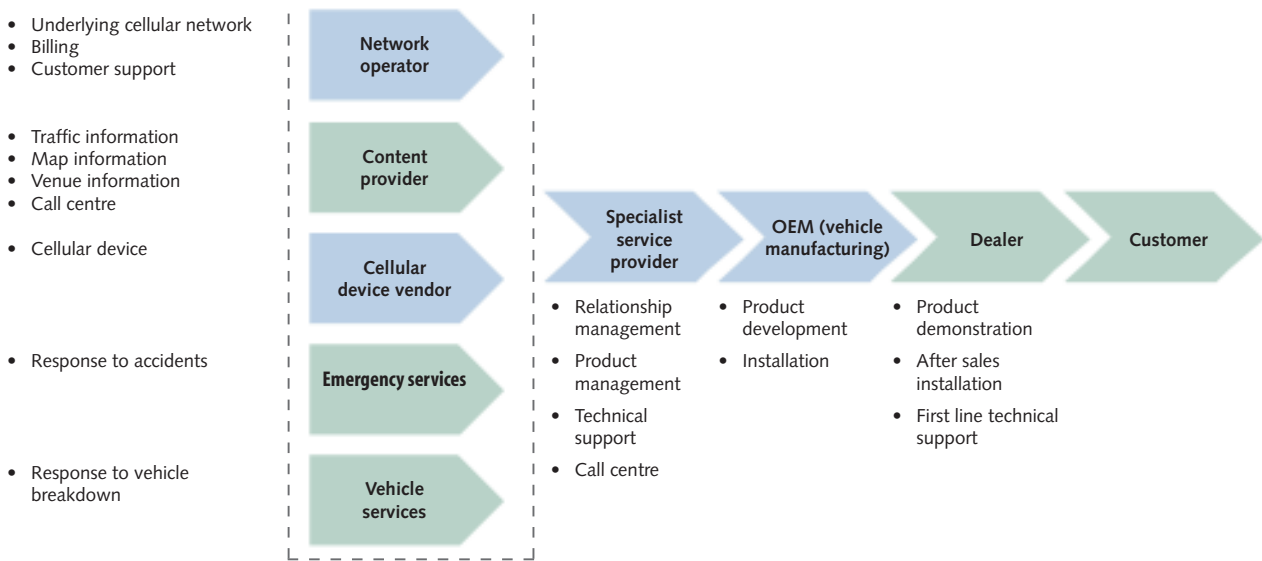 • Underlying cellular network
• Billing
• Customer support
Network
operator
• Traffic information
• Map information
• Venue information
• Call centre
Content
provider
• Cellular device
Cellular
device vendor
• Response to accidents
Emergency services
• Response to vehicle
breakdown
Vehicle
services
Specialist
service
provider
• Relationship
management
• Product
management
• Technical
support
• Call centre
OEM (vehicle
manufacturing)
• Product
development
• Installation
Dealer
• Product
demonstration
• After sales
installation
• First line technical
support
Customer